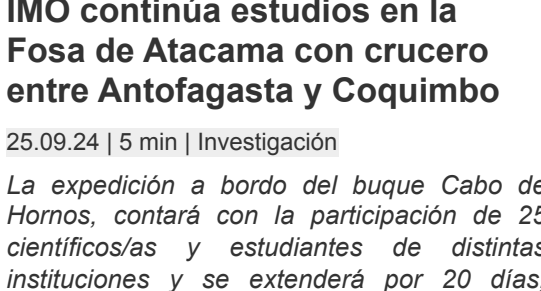 IMO continúa estudios en la
Fosa de Atacama con crucero
entre Antofagasta y Coquimbo
25.09.24 | 5 min | Investigación
La expedición a bordo del buque Cabo de
Hornos, contará con la participación de 25
científicos/as y estudiantes de distintas
instituciones y se extenderá por 20 días,